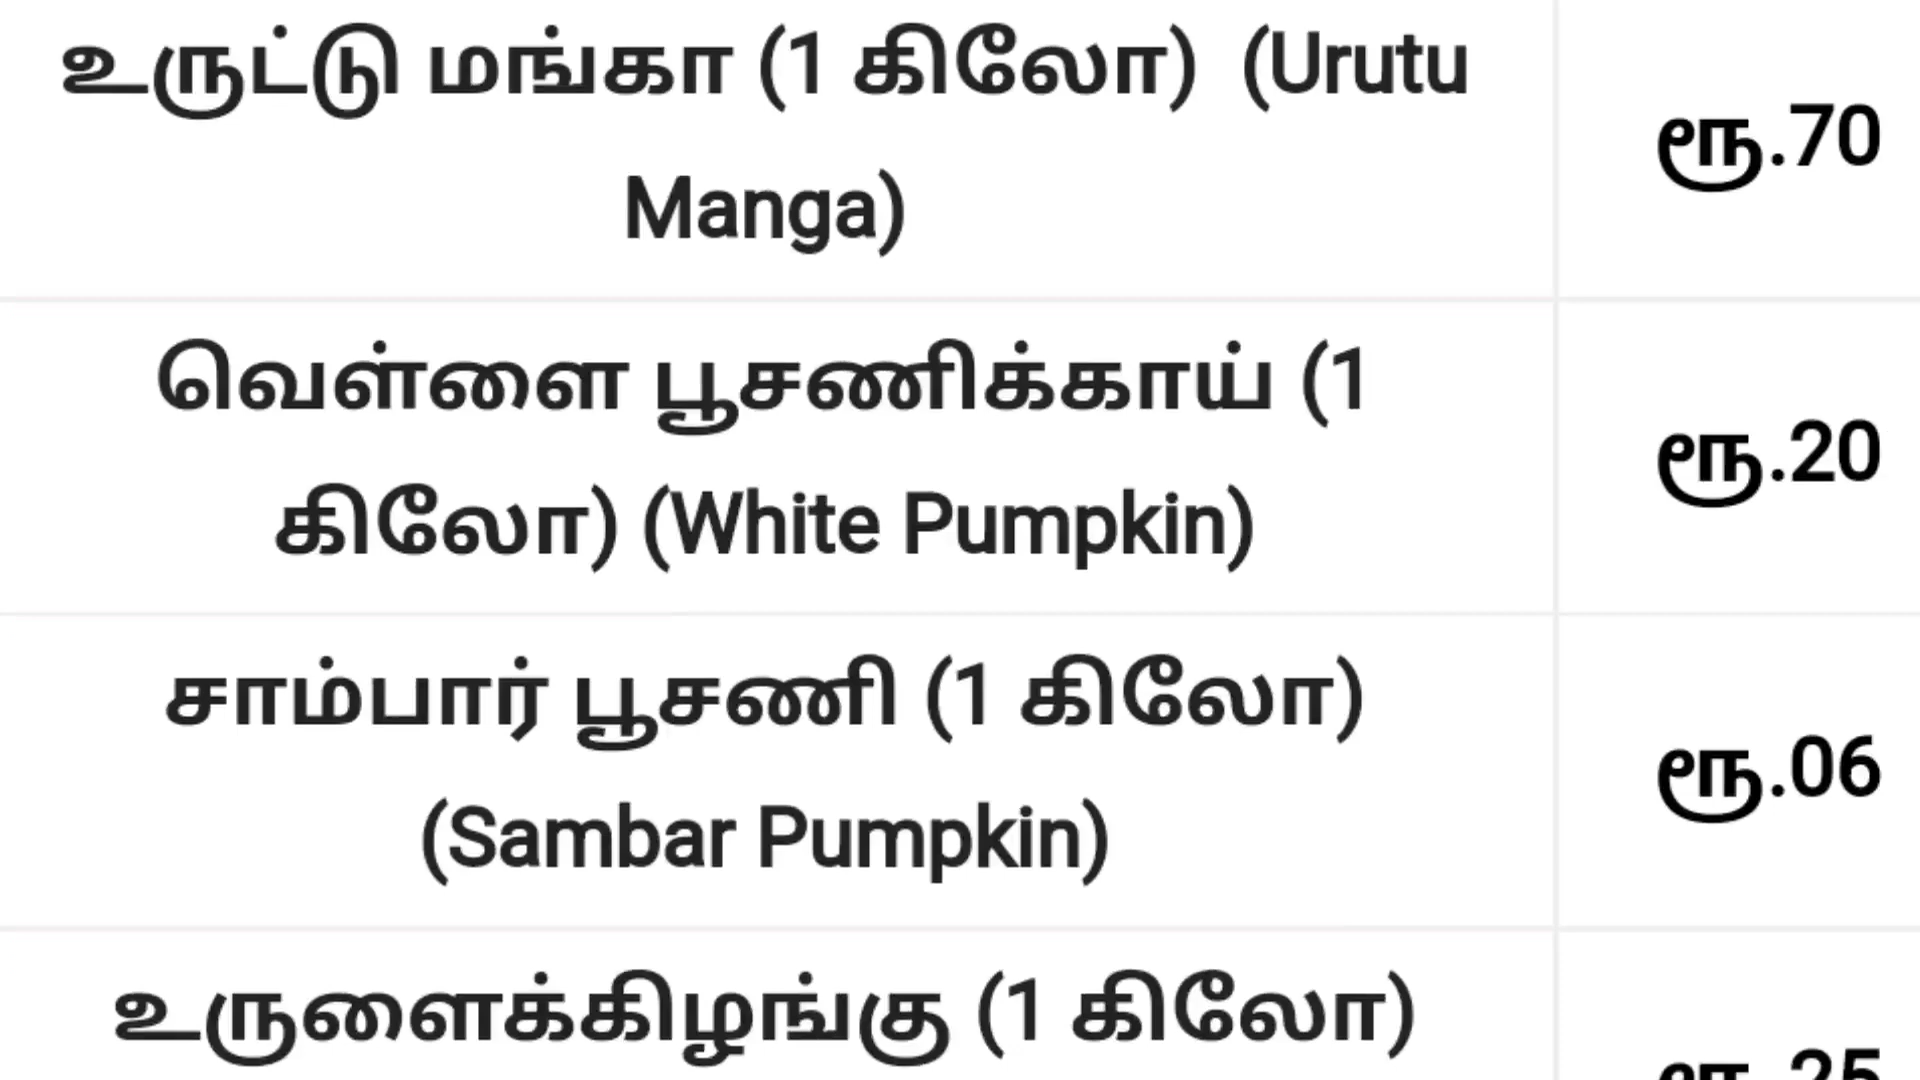 உருட்டு மங்கா (1 கிலோ)  (Urutu
Manga)
ரூ.70
வெள்ளை பூசணிக்காய் (1
கிலோ) (White Pumpkin)
ரூ.20
சாம்பார் பூசணி (1 கிலோ)
(Sambar Pumpkin)
ரூ.06
உருளைக்கிழங்கு (1 கிலோ)
ரூ.25